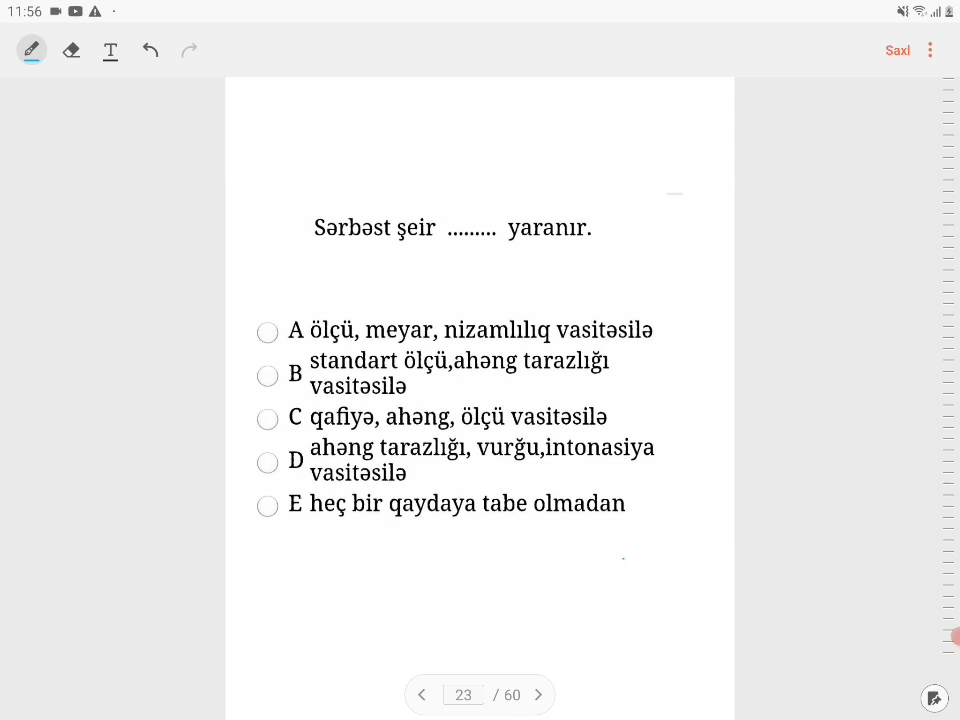 11:56
Saxl
Sərbəst şeir ......... yaranır.
A ölçü, meyar, nizamlılıq vasitəsilə
B standart ölçü,ahəng tarazlığı
vasitəsilə
C qafiyə, ahəng, ölçü vasitəsilə
D ahəng tarazlığı, vurğu,intonasiya
vasitəsilə
E heç bir qaydaya tabe olmadan
23 / 60